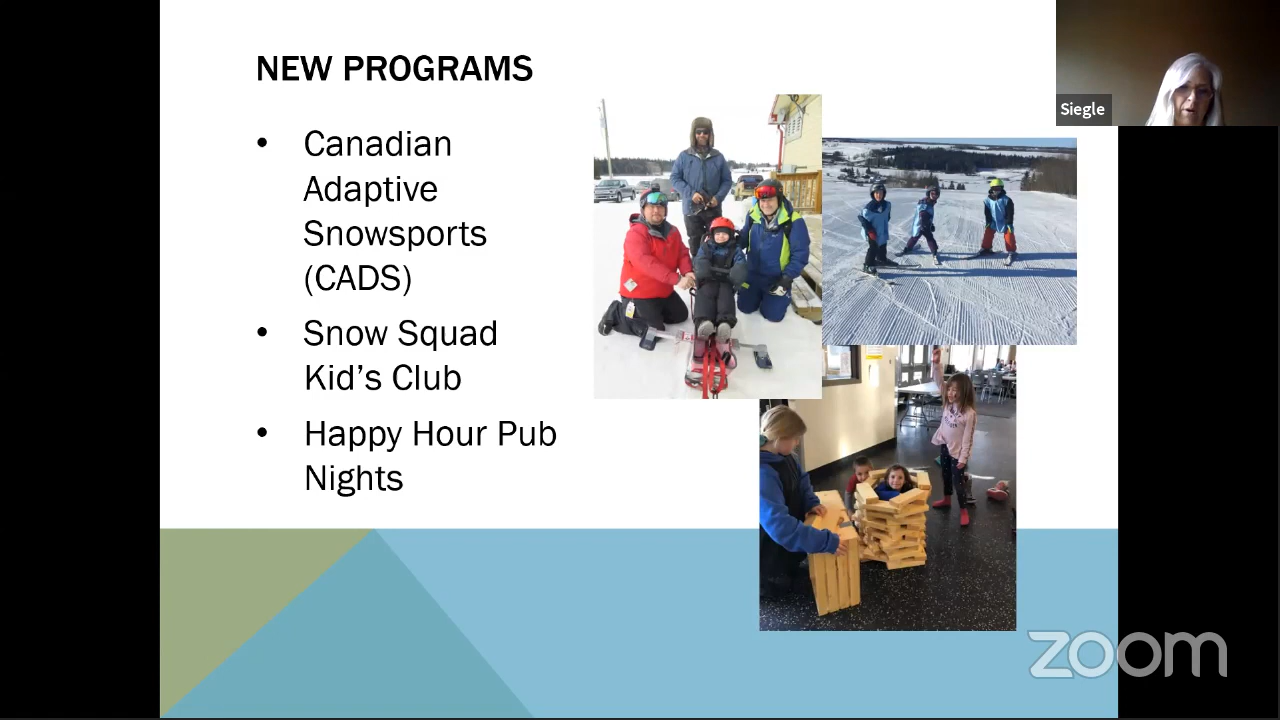 NEW PROGRAMS
• Canadian
Adaptive
Snowsports
(CADS)
• Snow Squad
Kid's Club
• Happy Hour Pub
Nights
Siegle
zoom